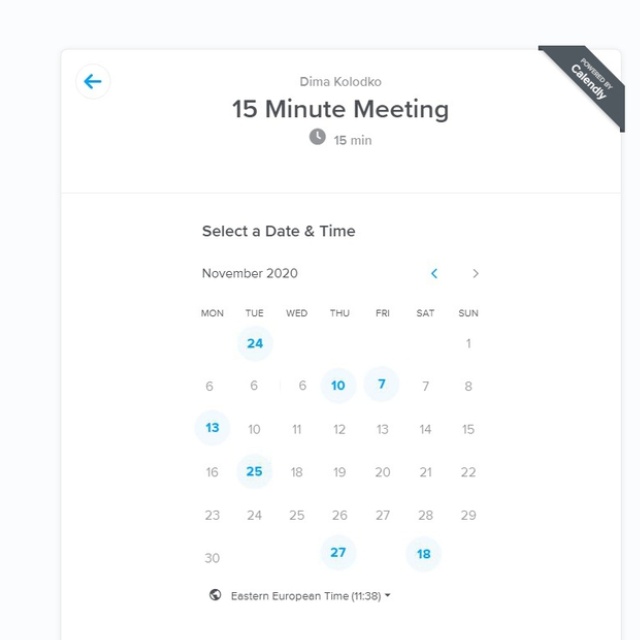 POWERED BY
Calendly
Dima Kolodko
15 Minute Meeting
15 min
Select a Date & Time
November 2020
MON TUE WED THU FRI SAT SUN
24 1
6 6 6 10 7 7 8
13 10 11 12 13 14 15
16 25 18 19 20 21 22
23 24 25 26 27 28 29
30 27 18
Eastern European Time (11:38)